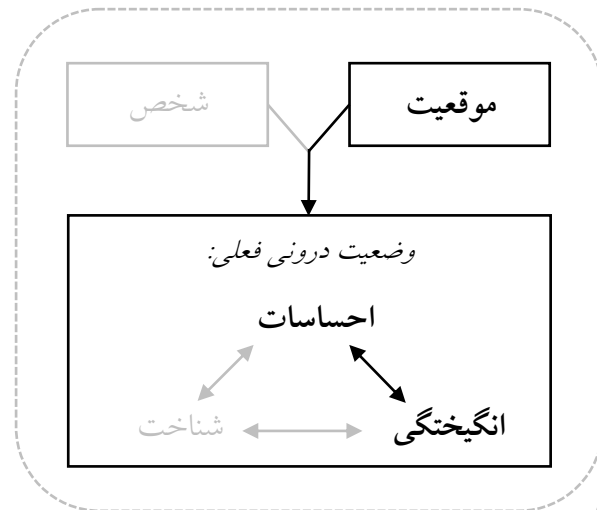 موقعیت
شخص
وضعیت درونی فعلی:
احساسات
انگیختگی
شناخت